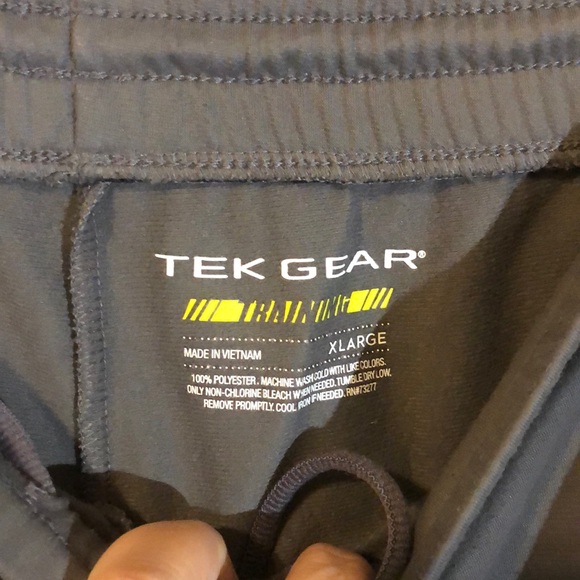 TEK GEAR®
TRAINING
XLARGE
MADE IN VIETNAM
100% POLYESTER. MACHINE WASH COLD WITH LIKE COLORS.
ONLY NON-CHLORINE BLEACH WHEN NEEDED. TUMBLE DRY LOW.
REMOVE PROMPTLY. COOL IRON IF NEEDED. RN#73277